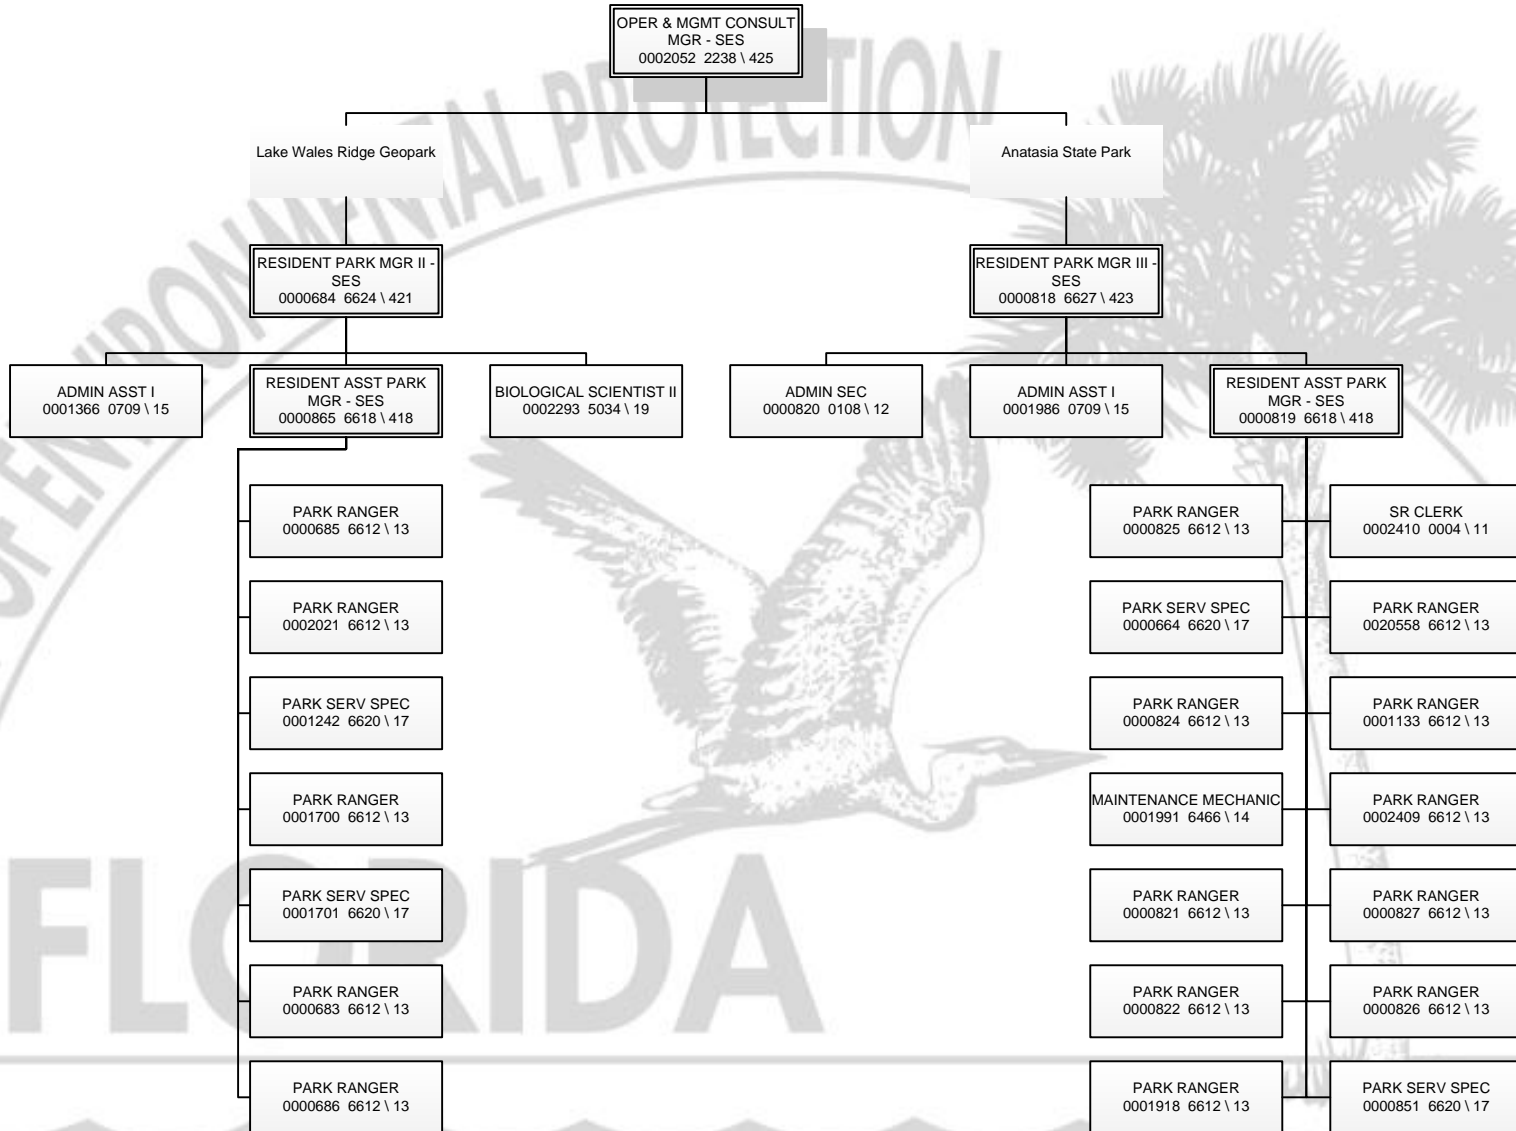 OPER & MGMT CONSULT
MGR - SES
0002052 2238 \ 425
Lake Wales Ridge Geopark
Anatasia State Park
RESIDENT PARK MGR II -
SES
0000684 6624 \ 421
RESIDENT PARK MGR III -
SES
0000818 6627 \ 423
ADMIN ASST I
0001366 0709 \ 15
RESIDENT ASST PARK
MGR - SES
0000865 6618 \ 418
BIOLOGICAL SCIENTIST II
0002293 5034 \ 19
ADMIN SEC
0000820 0108 \ 12
ADMIN ASST I
0001986 0709 \ 15
RESIDENT ASST PARK
MGR - SES
0000819 6618 \ 418
PARK RANGER
0000685 6612 \ 13
PARK RANGER
0002021 6612 \ 13
PARK SERV SPEC
0001242 6620 \ 17
PARK RANGER
0001700 6612 \ 13
PARK SERV SPEC
0001701 6620 \ 17
PARK RANGER
0000683 6612 \ 13
PARK RANGER
0000686 6612 \ 13
PARK RANGER
0000825 6612 \ 13
SR CLERK
0002410 0004 \ 11
PARK SERV SPEC
0000664 6620 \ 17
PARK RANGER
0020558 6612 \ 13
PARK RANGER
0000824 6612 \ 13
PARK RANGER
0001133 6612 \ 13
MAINTENANCE MECHANIC
0001991 6466 \ 14
PARK RANGER
0002409 6612 \ 13
PARK RANGER
0000821 6612 \ 13
PARK RANGER
0000827 6612 \ 13
PARK RANGER
0000822 6612 \ 13
PARK RANGER
0000826 6612 \ 13
PARK RANGER
0001918 6612 \ 13
PARK SERV SPEC
0000851 6620 \ 17
OF ENVIRONMENTAL PROTECTION
FLORIDA